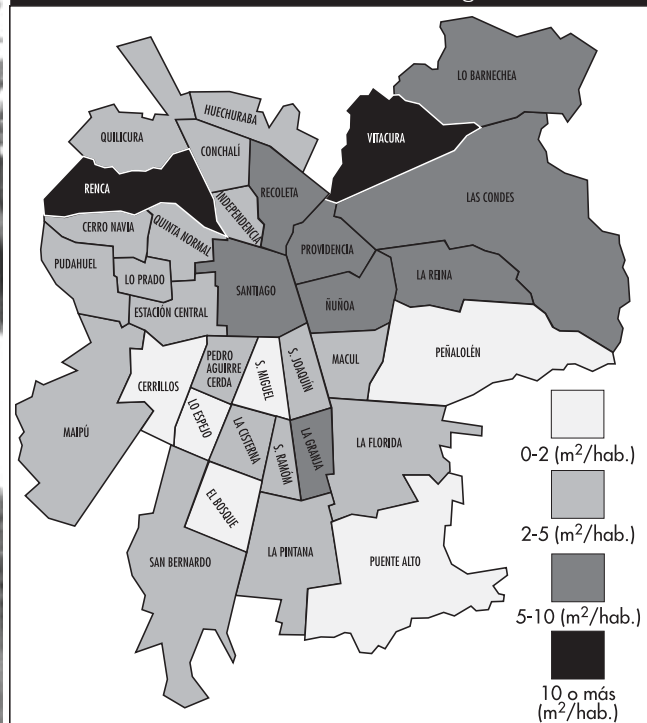 LO BARNECHEA
HUECHURABA
QUILICURA
VITACURA
CONCHALÍ
RENCA
RECOLETA
LAS CONDES
INDEPENDENCIA
CERRO NAVIA
QUINTA NORMAL
PROVIDENCIA
PUDAHUEL
LA REINA
LO PRADO
SANTIAGO
ÑUÑOA
ESTACIÓN CENTRAL
PEÑALOLÉN
PEDRO
AGUIRRE
CERDA
S. MIGUEL
S. JOAQUÍN
MACUL
CERRILLOS
LO ESPEJO
MAIPÚ
LA CISTERNA
S. RAMÓM
LA GRANJA
LA FLORIDA
EL BOSQUE
SAN BERNARDO
LA PINTANA
PUENTE ALTO
0-2 (m²/hab.)
2-5 (m²/hab.)
5-10 (m²/hab.)
10 o más
(m²/hab.)